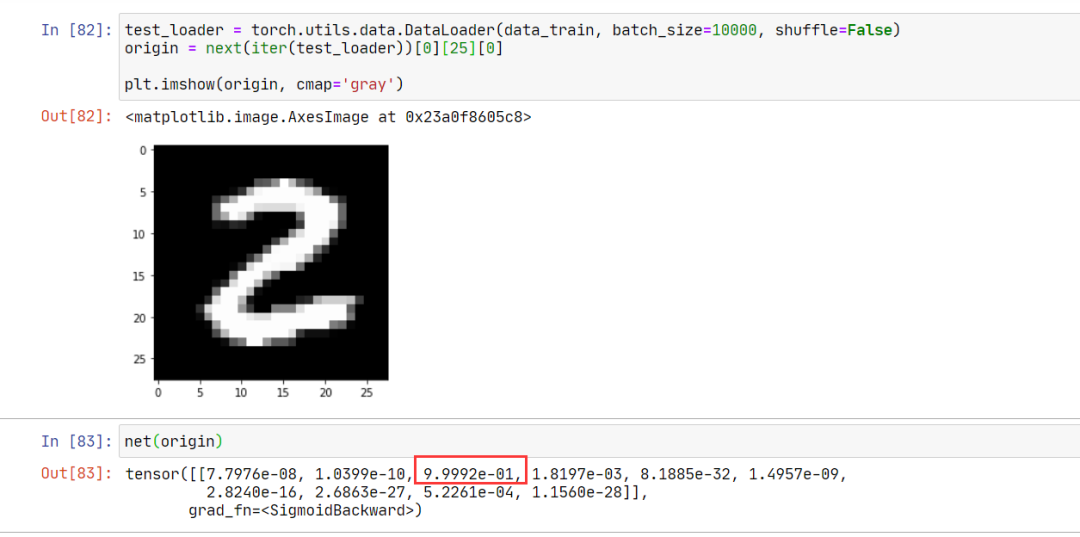 In [82]: test_loader = torch.utils.data.DataLoader(data_train, batch_size=10000, shuffle=False)
origin = next(iter(test_loader))[0][25][0]
plt.imshow(origin, cmap='gray')
Out[82]: <matplotlib.image.AxesImage at 0x23a0f8605c8>
0
5
10
15
20
25
0 5 10 15 20 25
In [83]: net(origin)
Out[83]: tensor([[7.7976e-08, 1.0399e-10, 9.9992e-01, 1.8197e-03, 8.1885e-32, 1.4957e-09,
2.8240e-16, 2.6863e-27, 5.2261e-04, 1.1560e-28]],
grad_fn=<SigmoidBackward>)